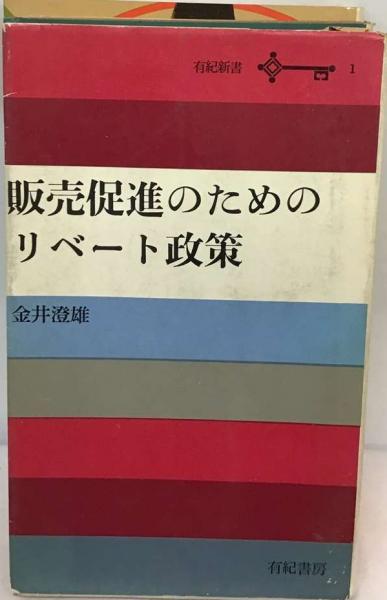 有紀新書 1
販売促進のための
リベート政策
金井澄雄
有紀書房